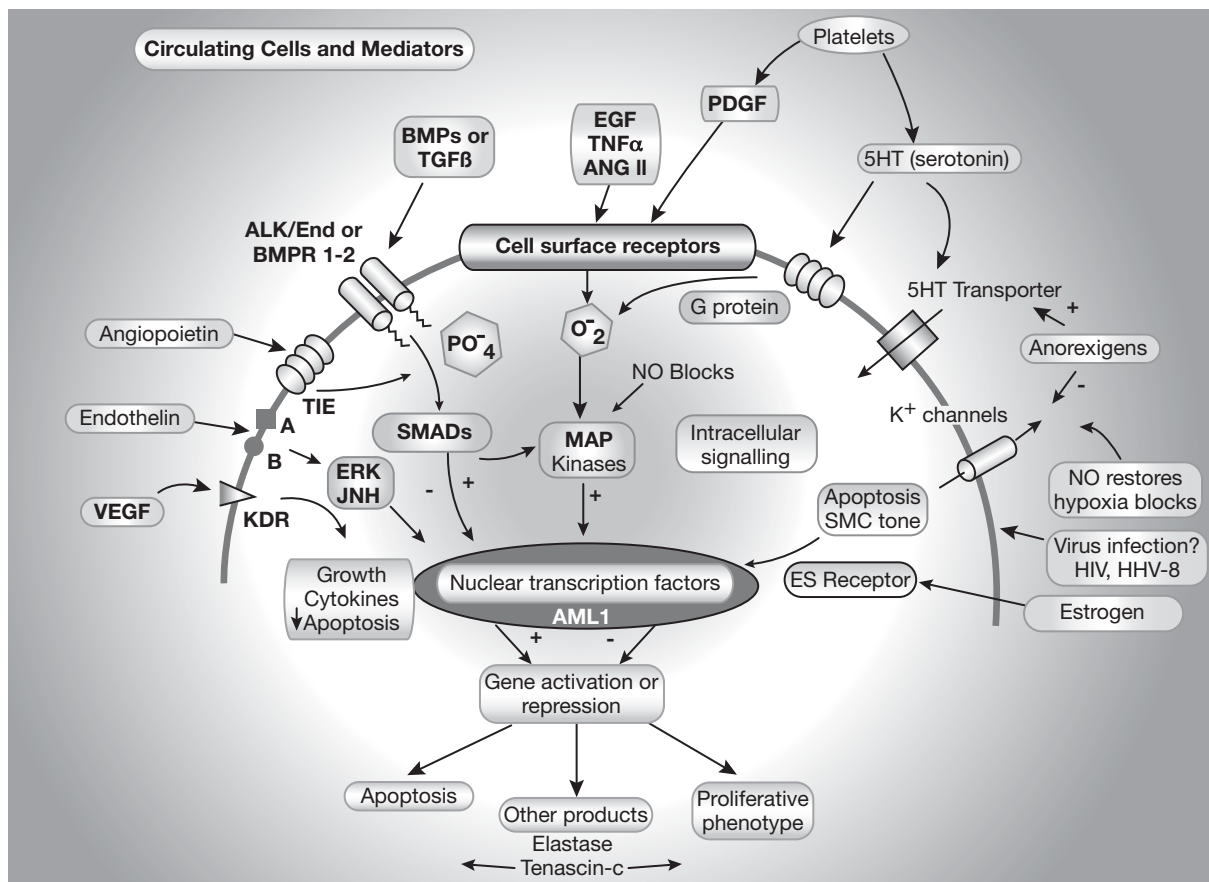 Circulating Cells and Mediators
Platelets
PDGF
EGF
TNFα
ANG II
BMPs or
TGFß
5HT (serotonin)
ALK/End or
BMPR 1-2
Cell surface receptors
5HT Transporter
G protein
+
Angiopoietin
PO⁻₄
O⁻₂
Anorexigens
NO Blocks
-
TIE
Endothelin
A
K⁺ channels
SMADs
MAP
Kinases
Intracellular
signalling
B
ERK
JNH
-
+
+
NO restores
hypoxia blocks
VEGF
KDR
Apoptosis
SMC tone
Virus infection?
HIV, HHV-8
Growth
Cytokines
↓Apoptosis
Nuclear transcription factors
AML1
ES Receptor
Estrogen
+
-
Gene activation or
repression
Apoptosis
Other products
Elastase
Tenascin-c
Proliferative
phenotype